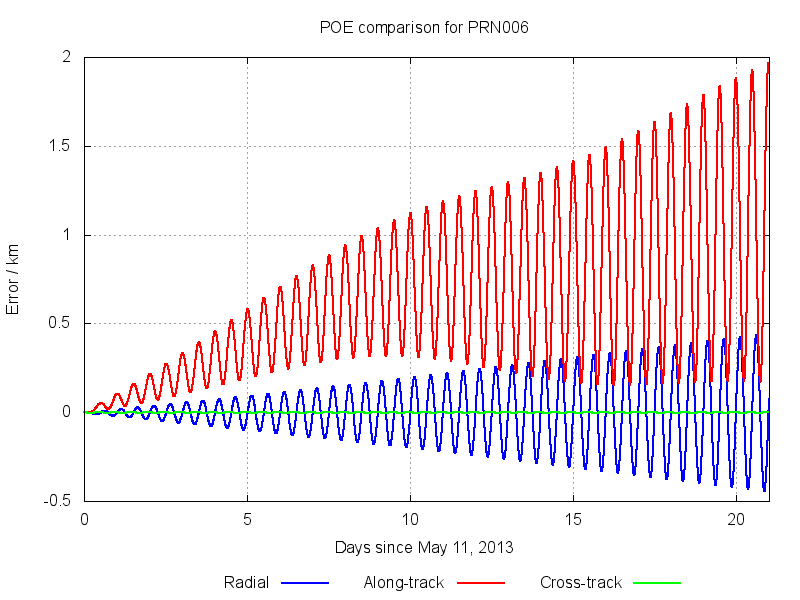 POE comparison for PRN006
2
1.5
1
0.5
0
-0.5
Error / km
0 5 10 15 20
Days since May 11, 2013
Radial Along-track Cross-track